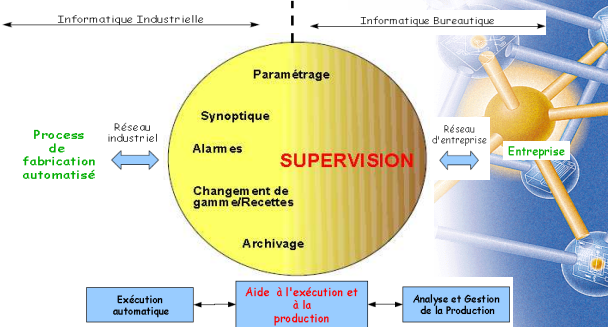 Informatique Industrielle
Informatique Bureautique
Paramétrage
Synoptique
Alarmes
SUPERVISION
Changement de
gamme/Recettes
Archivage
Process
de
fabrication
automatisé
Réseau
industriel
Réseau
d'entreprise
Entreprise
Exécution
automatique
Aide à l'exécution et
à la
production
Analyse et Gestion
de la Production